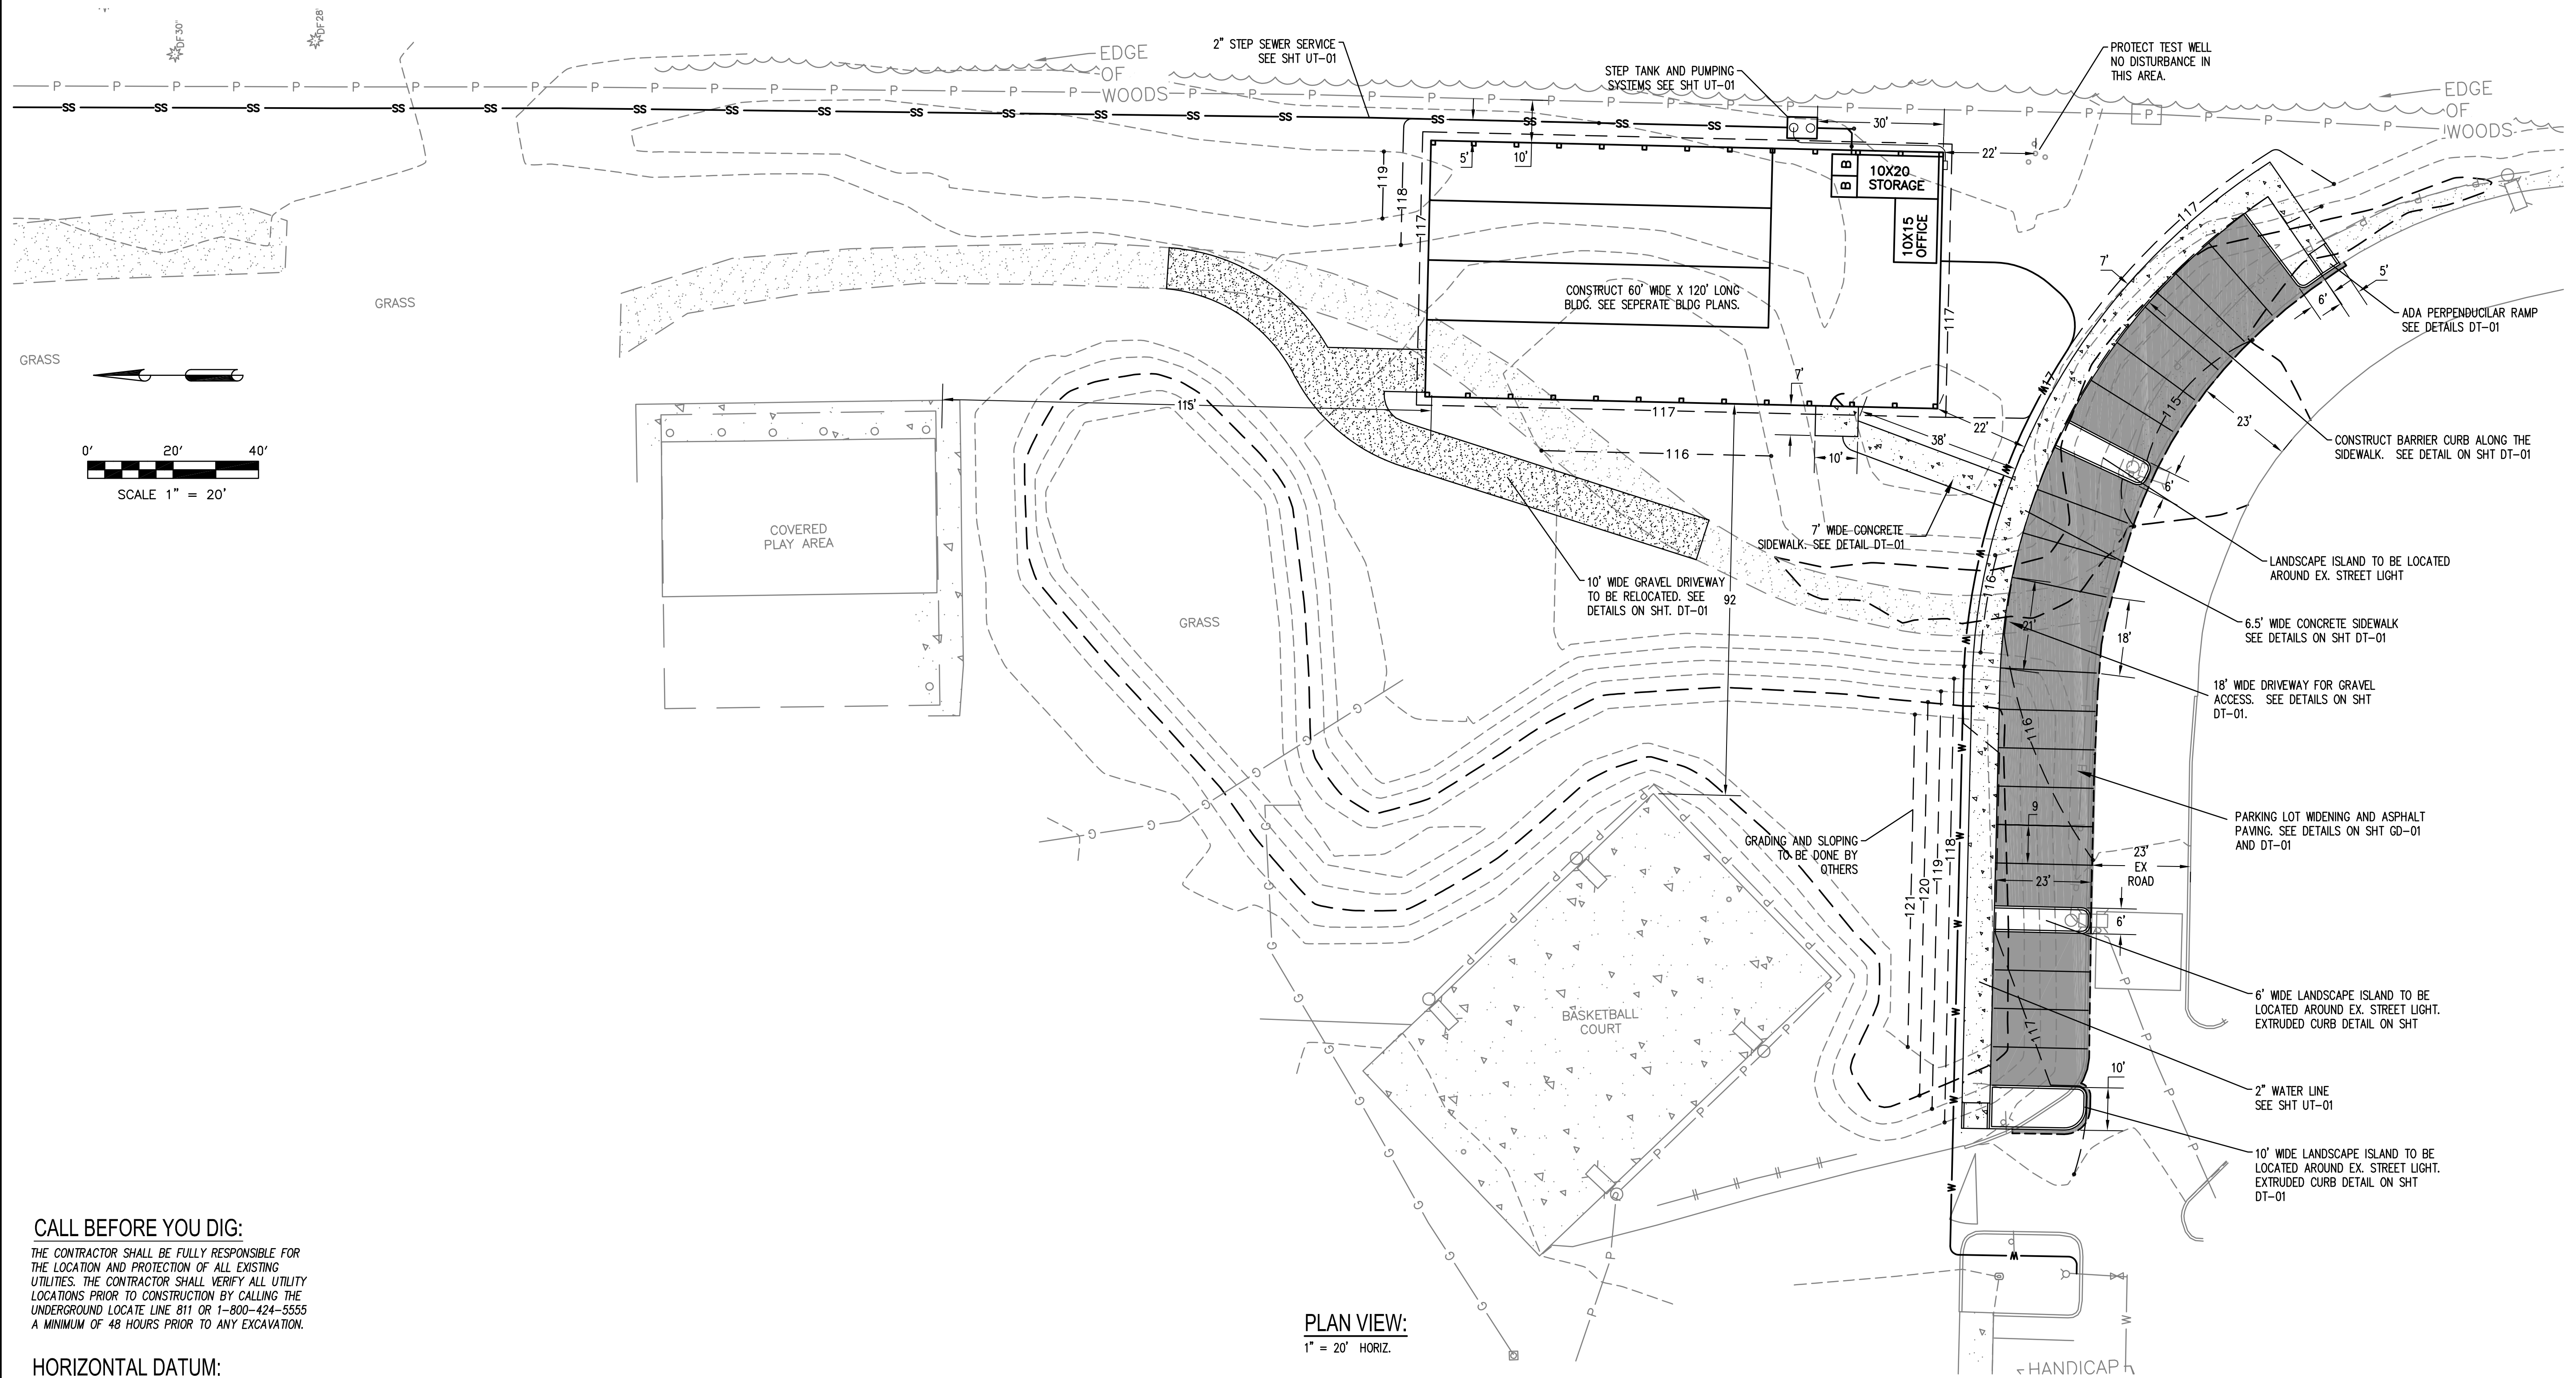 DF30"
DF28"
2" STEP SEWER SERVICE
SEE SHT UT-01
EDGE
OF
WOODS
STEP TANK AND PUMPING
SYSTEMS SEE SHT UT-01
PROTECT TEST WELL
NO DISTURBANCE IN
THIS AREA.
EDGE
OF
WOODS
P
SS
30'
22'
5'
10'
119
118
117
B
B
10X20
STORAGE
10X15
OFFICE
CONSTRUCT 60' WIDE X 120' LONG
BLDG. SEE SEPERATE BLDG PLANS.
117
117
7'
5'
6'
ADA PERPENDUCILAR RAMP
SEE DETAILS DT-01
GRASS
GRASS
0' 20' 40'
SCALE 1" = 20'
115'
117
7'
116
10'
38'
22'
117
W
115
23'
CONSTRUCT BARRIER CURB ALONG THE
SIDEWALK. SEE DETAIL ON SHT DT-01
6'
COVERED
PLAY AREA
7' WIDE CONCRETE
SIDEWALK. SEE DETAIL DT-01
LANDSCAPE ISLAND TO BE LOCATED
AROUND EX. STREET LIGHT
10' WIDE GRAVEL DRIVEWAY
TO BE RELOCATED. SEE
DETAILS ON SHT. DT-01
92
GRASS
116
21'
18'
6.5' WIDE CONCRETE SIDEWALK
SEE DETAILS ON SHT DT-01
18' WIDE DRIVEWAY FOR GRAVEL
ACCESS. SEE DETAILS ON SHT
DT-01.
G
116
9
PARKING LOT WIDENING AND ASPHALT
PAVING. SEE DETAILS ON SHT GD-01
AND DT-01
GRADING AND SLOPING
TO BE DONE BY
OTHERS
121
120
119
118
23'
23'
EX
ROAD
6'
BASKETBALL
COURT
117
6' WIDE LANDSCAPE ISLAND TO BE
LOCATED AROUND EX. STREET LIGHT.
EXTRUDED CURB DETAIL ON SHT
10'
2" WATER LINE
SEE SHT UT-01
10' WIDE LANDSCAPE ISLAND TO BE
LOCATED AROUND EX. STREET LIGHT.
EXTRUDED CURB DETAIL ON SHT
DT-01
CALL BEFORE YOU DIG:
THE CONTRACTOR SHALL BE FULLY RESPONSIBLE FOR
THE LOCATION AND PROTECTION OF ALL EXISTING
UTILITIES. THE CONTRACTOR SHALL VERIFY ALL UTILITY
LOCATIONS PRIOR TO CONSTRUCTION BY CALLING THE
UNDERGROUND LOCATE LINE 811 OR 1-800-424-5555
A MINIMUM OF 48 HOURS PRIOR TO ANY EXCAVATION.
HORIZONTAL DATUM:
PLAN VIEW:
1" = 20' HORIZ.
HANDICAP